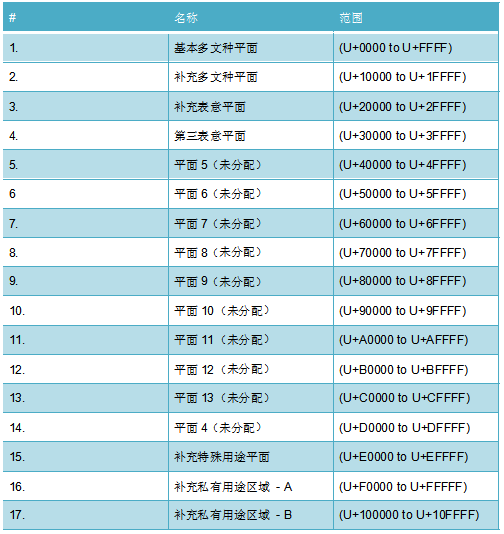 # 名称 范围
1. 基本多文种平面 (U+0000 to U+FFFF)
2. 补充多文种平面 (U+10000 to U+1FFFF)
3. 补充表意平面 (U+20000 to U+2FFFF)
4. 第三表意平面 (U+30000 to U+3FFFF)
5. 平面 5（未分配） (U+40000 to U+4FFFF)
6 平面 6（未分配） (U+50000 to U+5FFFF)
7. 平面 7（未分配） (U+60000 to U+6FFFF)
8. 平面 8（未分配） (U+70000 to U+7FFFF)
9. 平面 9（未分配） (U+80000 to U+8FFFF)
10. 平面 10（未分配） (U+90000 to U+9FFFF)
11. 平面 11（未分配） (U+A0000 to U+AFFFF)
12. 平面 12（未分配） (U+B0000 to U+BFFFF)
13. 平面 13（未分配） (U+C0000 to U+CFFFF)
14. 平面 4（未分配） (U+D0000 to U+DFFFF)
15. 补充特殊用途平面 (U+E0000 to U+EFFFF)
16. 补充私有用途区域 - A (U+F0000 to U+FFFFF)
17. 补充私有用途区域 - B (U+100000 to U+10FFFF)